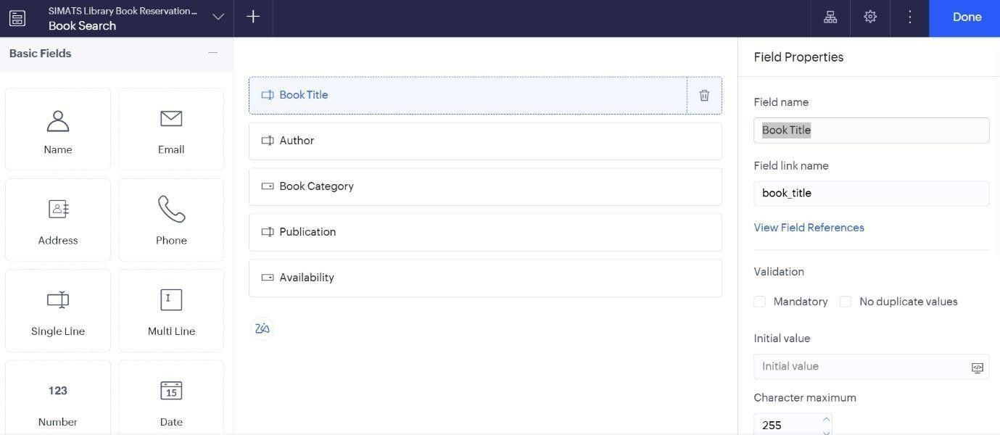 SIMATS Library Book Reservation ...
Book Search
Done
Basic Fields
Name
Email
Address
Phone
Single Line
Multi Line
123
Number
15
Date
Book Title
Author
Book Category
Publication
Availability
Zia
Field Properties
Field name
Book Title
Field link name
book_title
View Field References
Validation
Mandatory No duplicate values
Initial value
Initial value
Character maximum
255